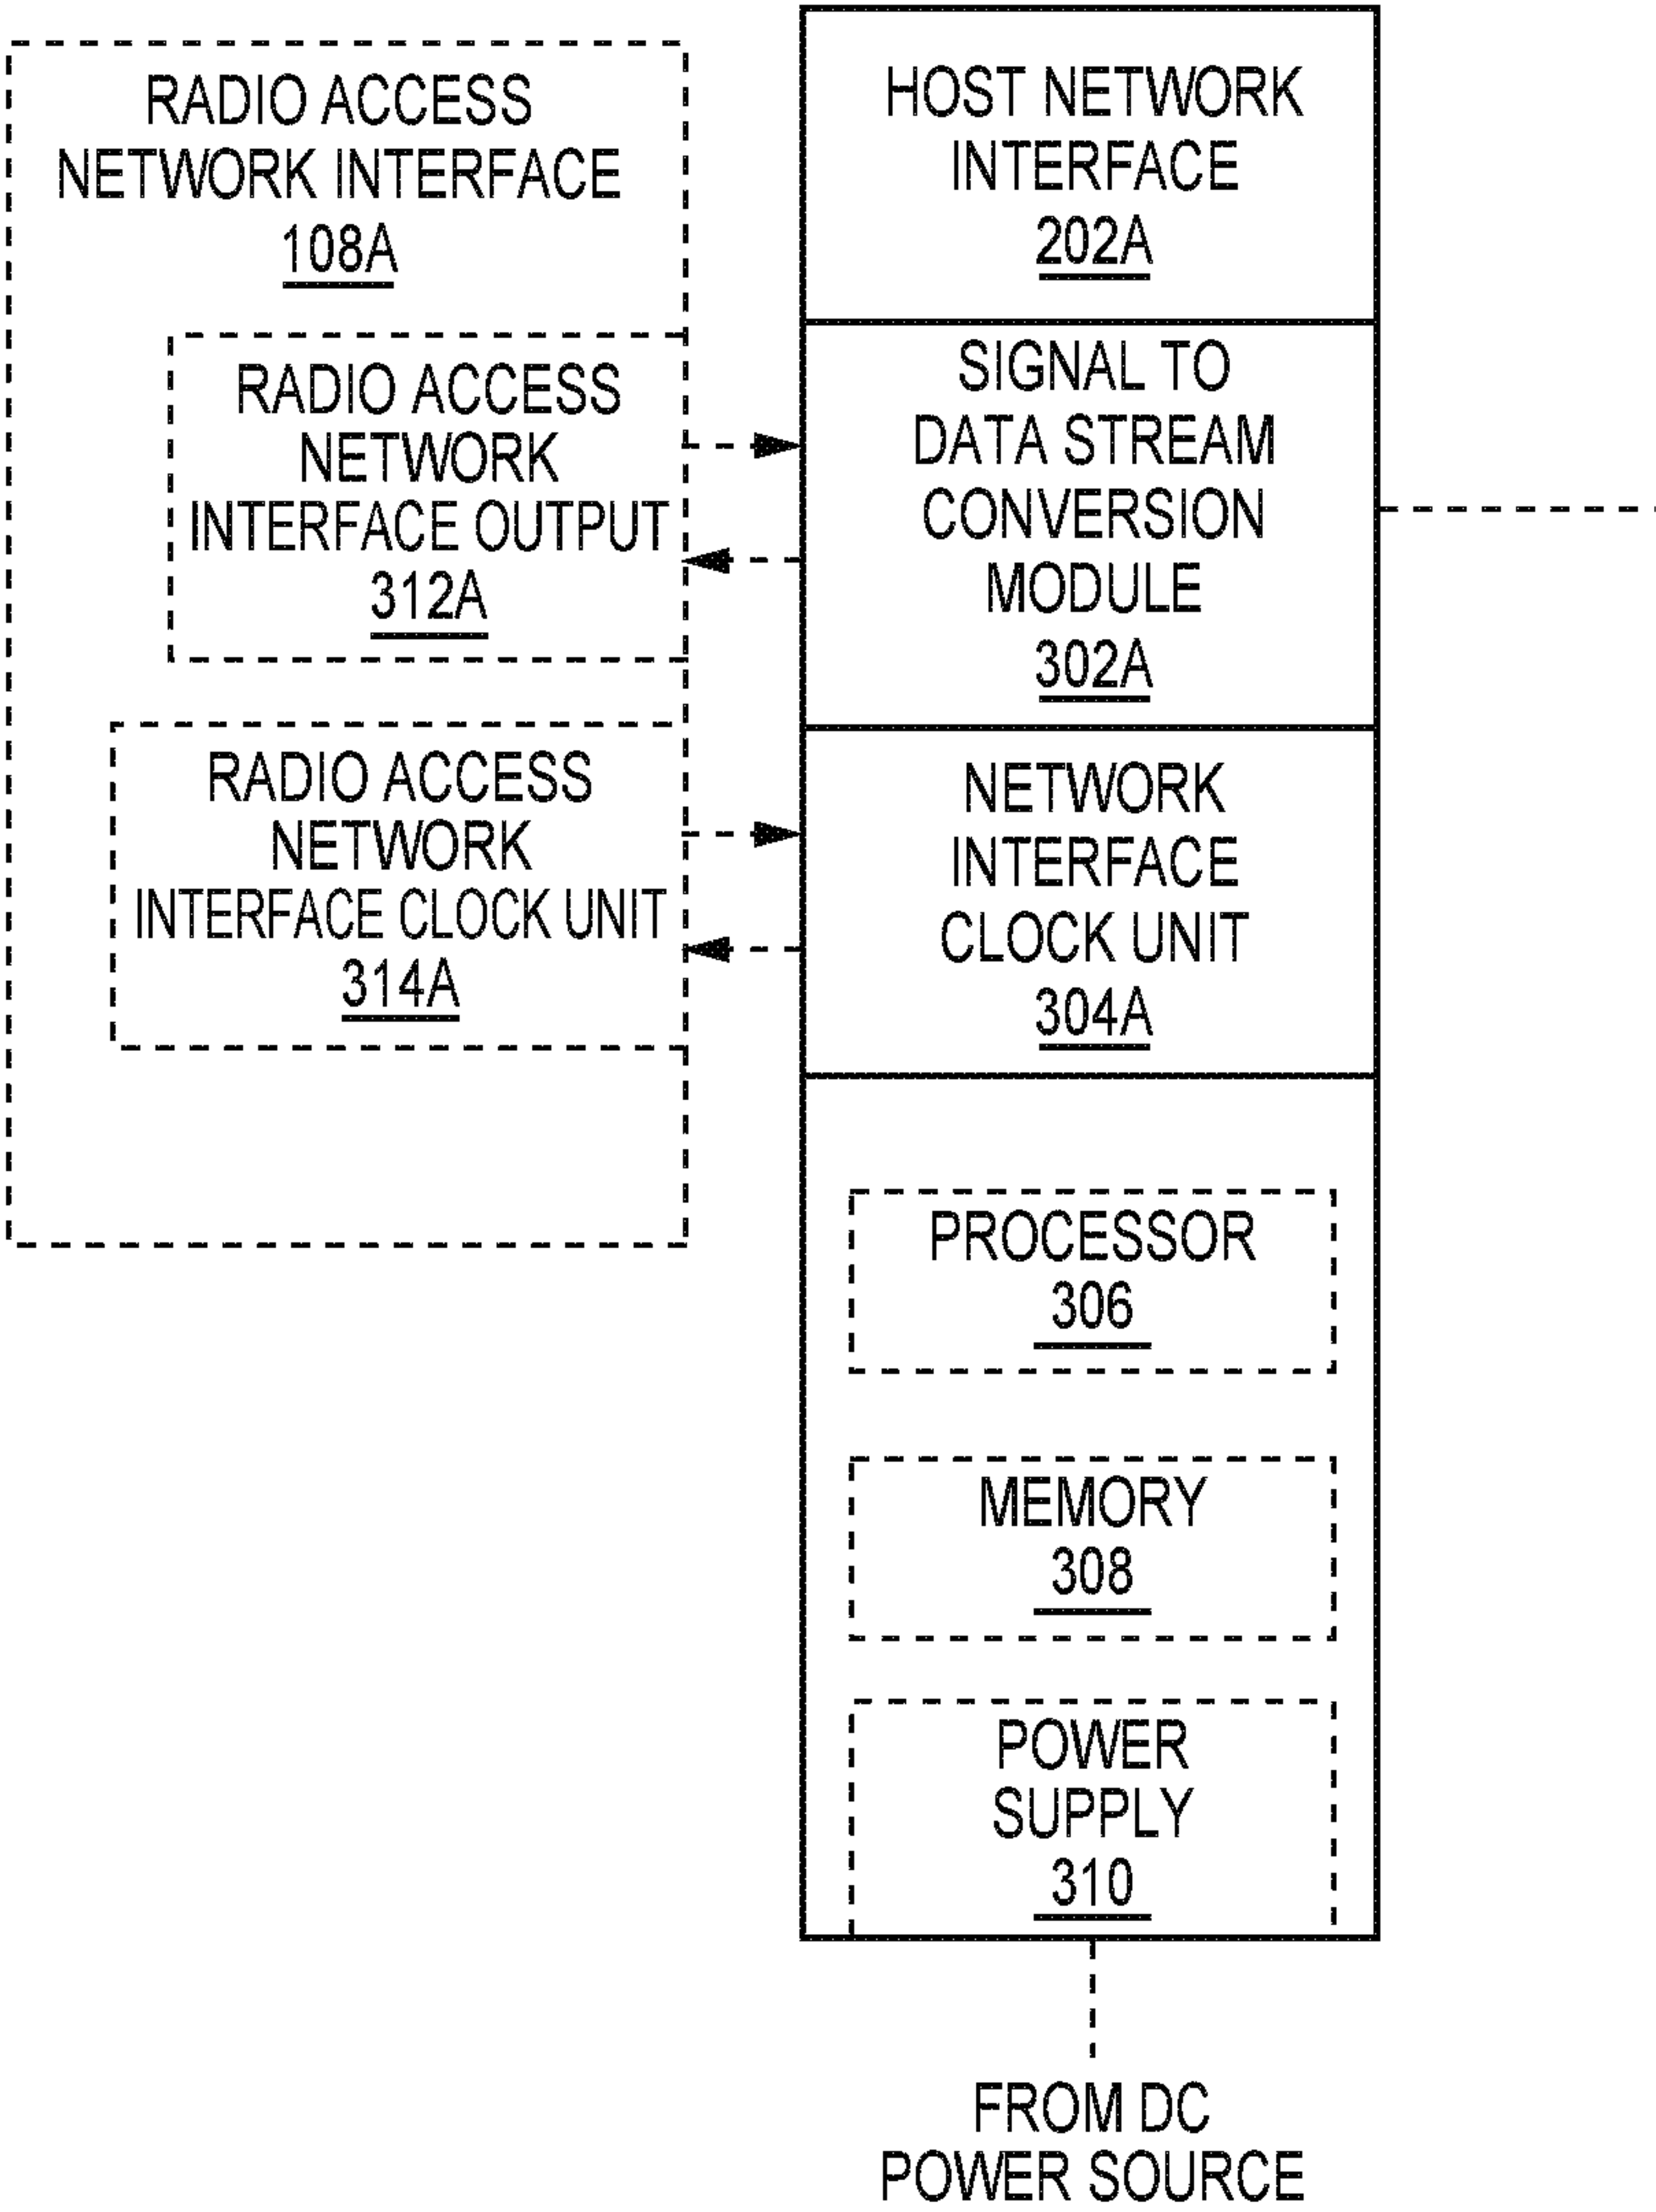 RADIO ACCESS
NETWORK INTERFACE
108A
RADIO ACCESS
NETWORK
INTERFACE OUTPUT
312A
RADIO ACCESS
NETWORK
INTERFACE CLOCK UNIT
314A
HOST NETWORK
INTERFACE
202A
SIGNAL TO
DATA STREAM
CONVERSION
MODULE
302A
NETWORK
INTERFACE
CLOCK UNIT
304A
PROCESSOR
306
MEMORY
308
POWER
SUPPLY
310
FROM DC
POWER SOURCE